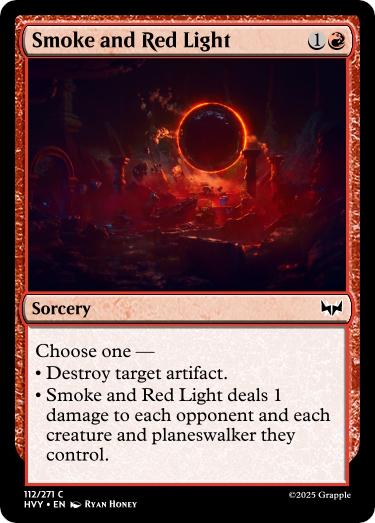 Smoke and Red Light 1
Sorcery
Choose one —
• Destroy target artifact.
• Smoke and Red Light deals 1
damage to each opponent and each
creature and planeswalker they
control.
112/271 C
HVY • EN Ryan Honey
©2025 Grapple